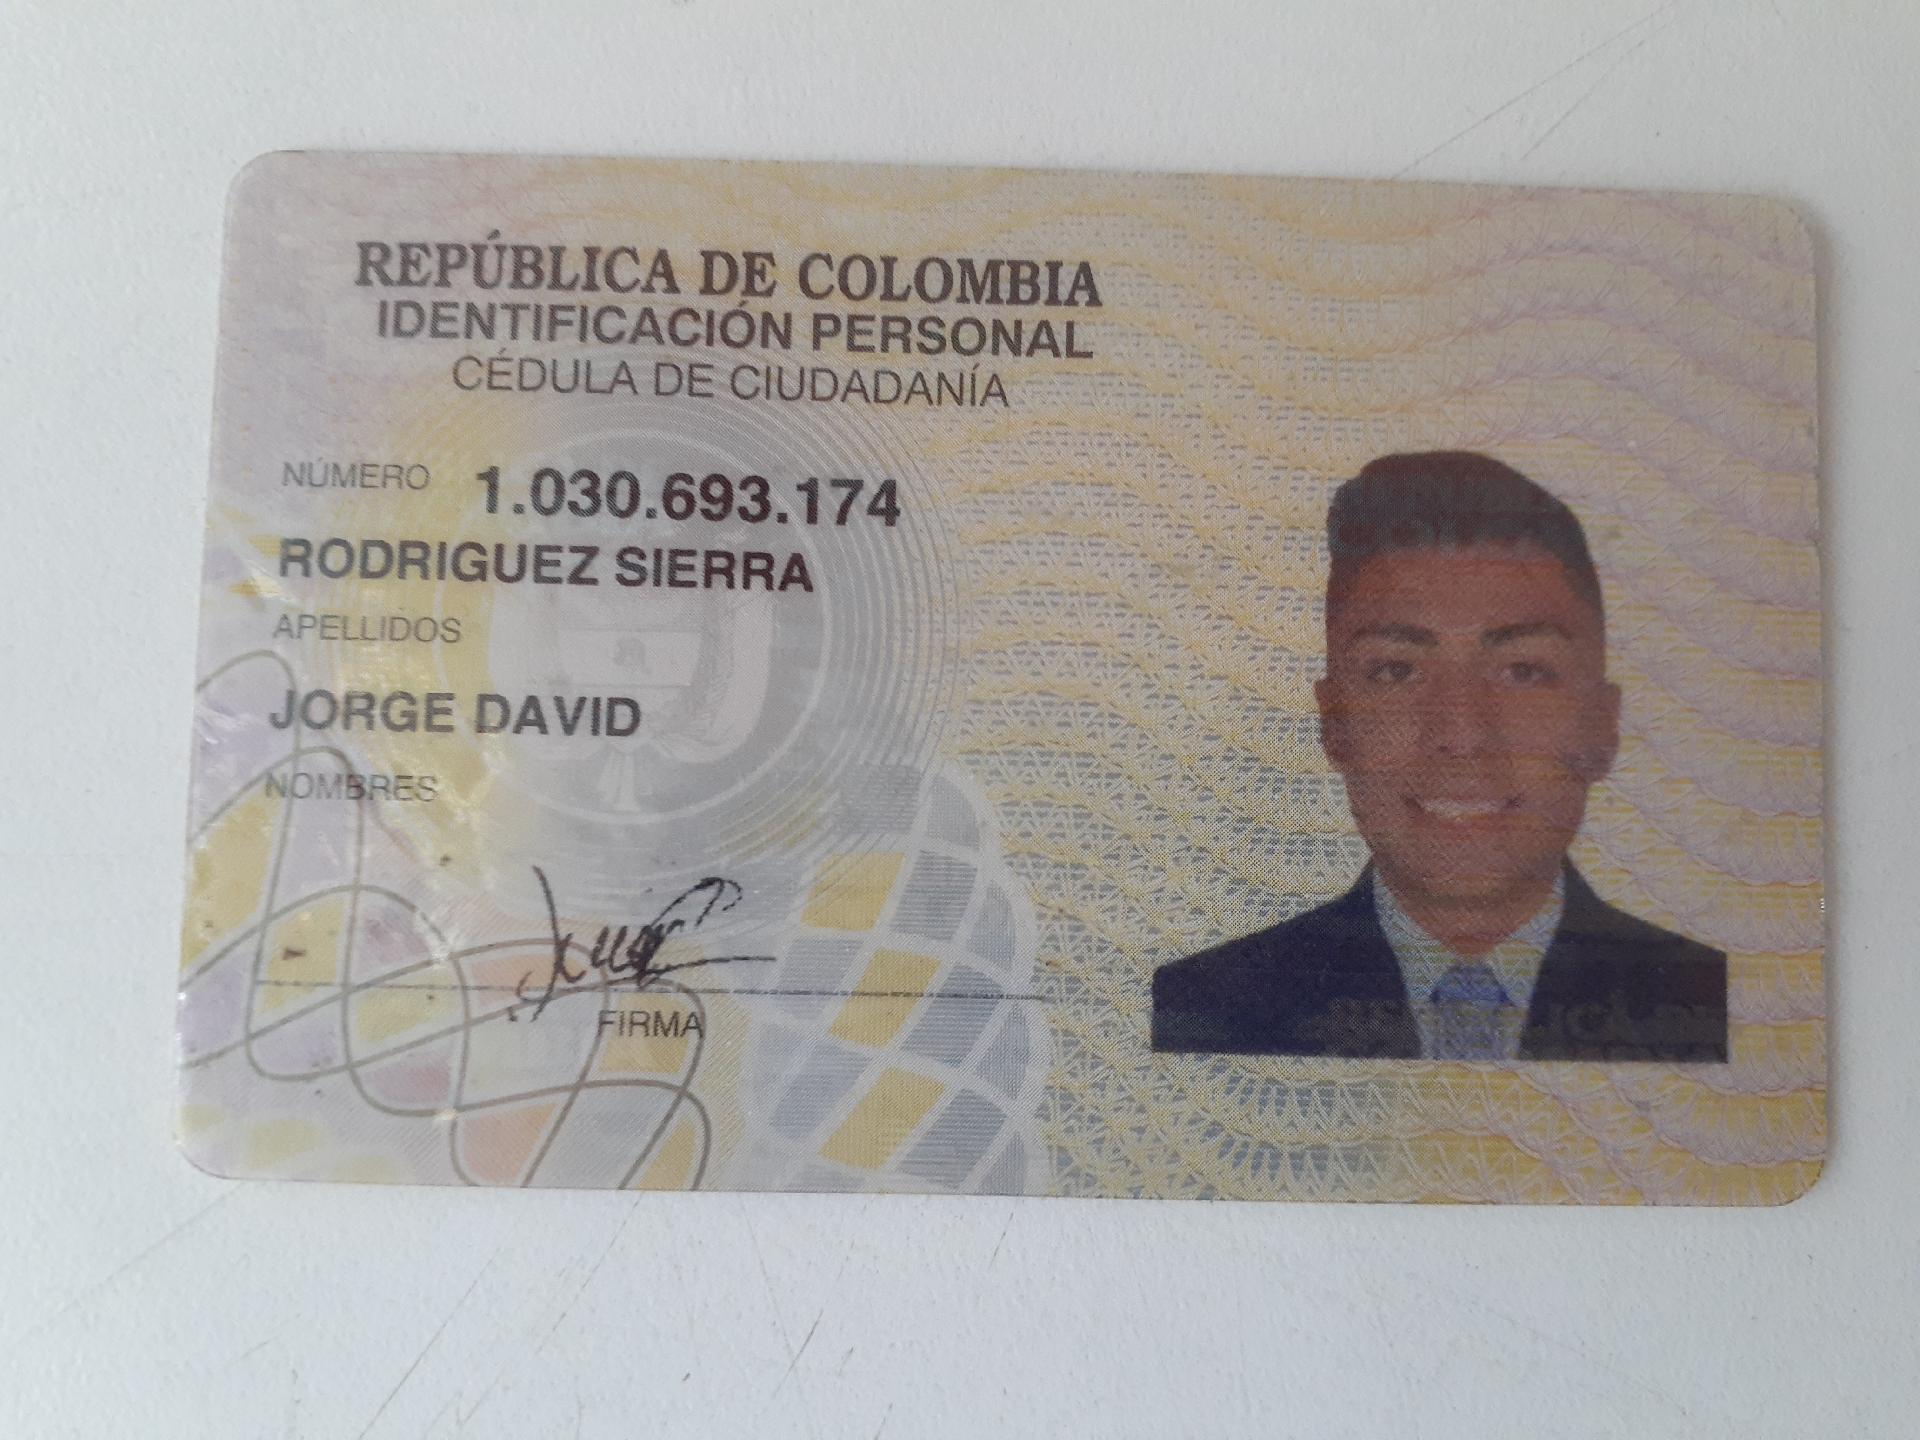 REPÚBLICA DE COLOMBIA
IDENTIFICACIÓN PERSONAL
CÉDULA DE CIUDADANÍA
NÚMERO 1.030.693.174
RODRIGUEZ SIERRA
APELLIDOS
JORGE DAVID
NOMBRES
FIRMA